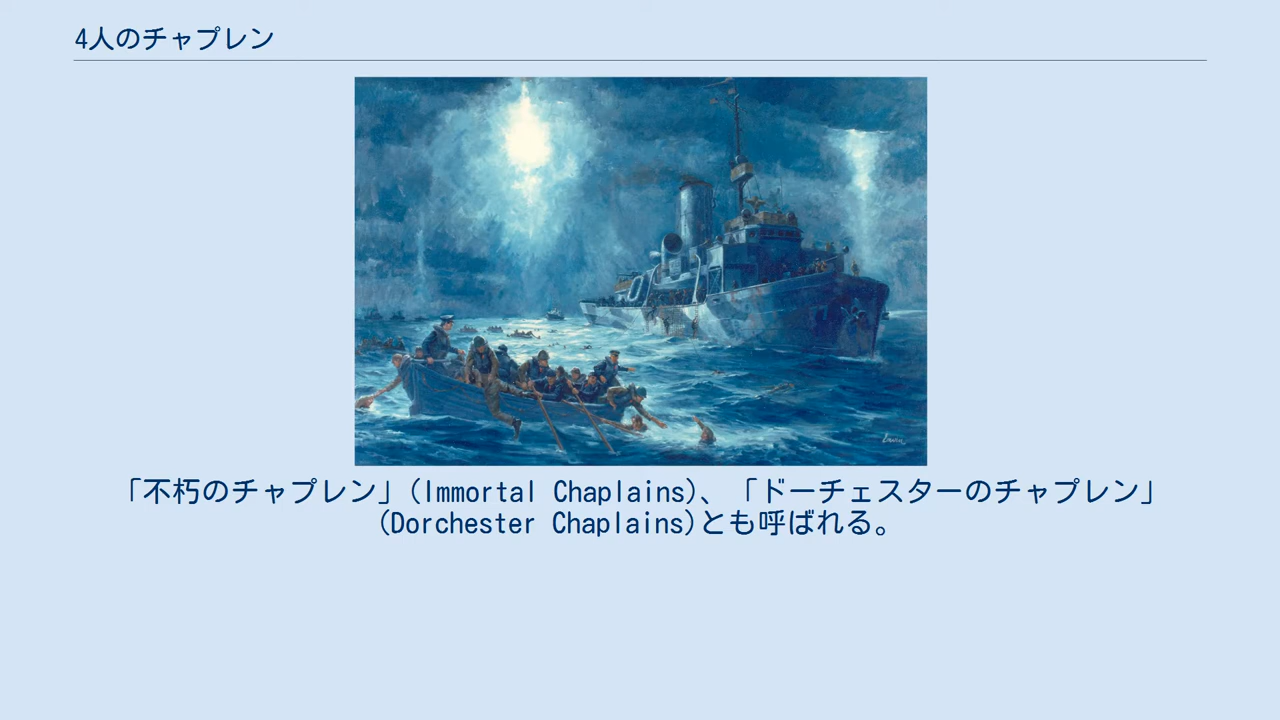 4人のチャプレン
「不朽のチャプレン」(Immortal Chaplains)、「ドーチェスターのチャプレン」
(Dorchester Chaplains)とも呼ばれる。